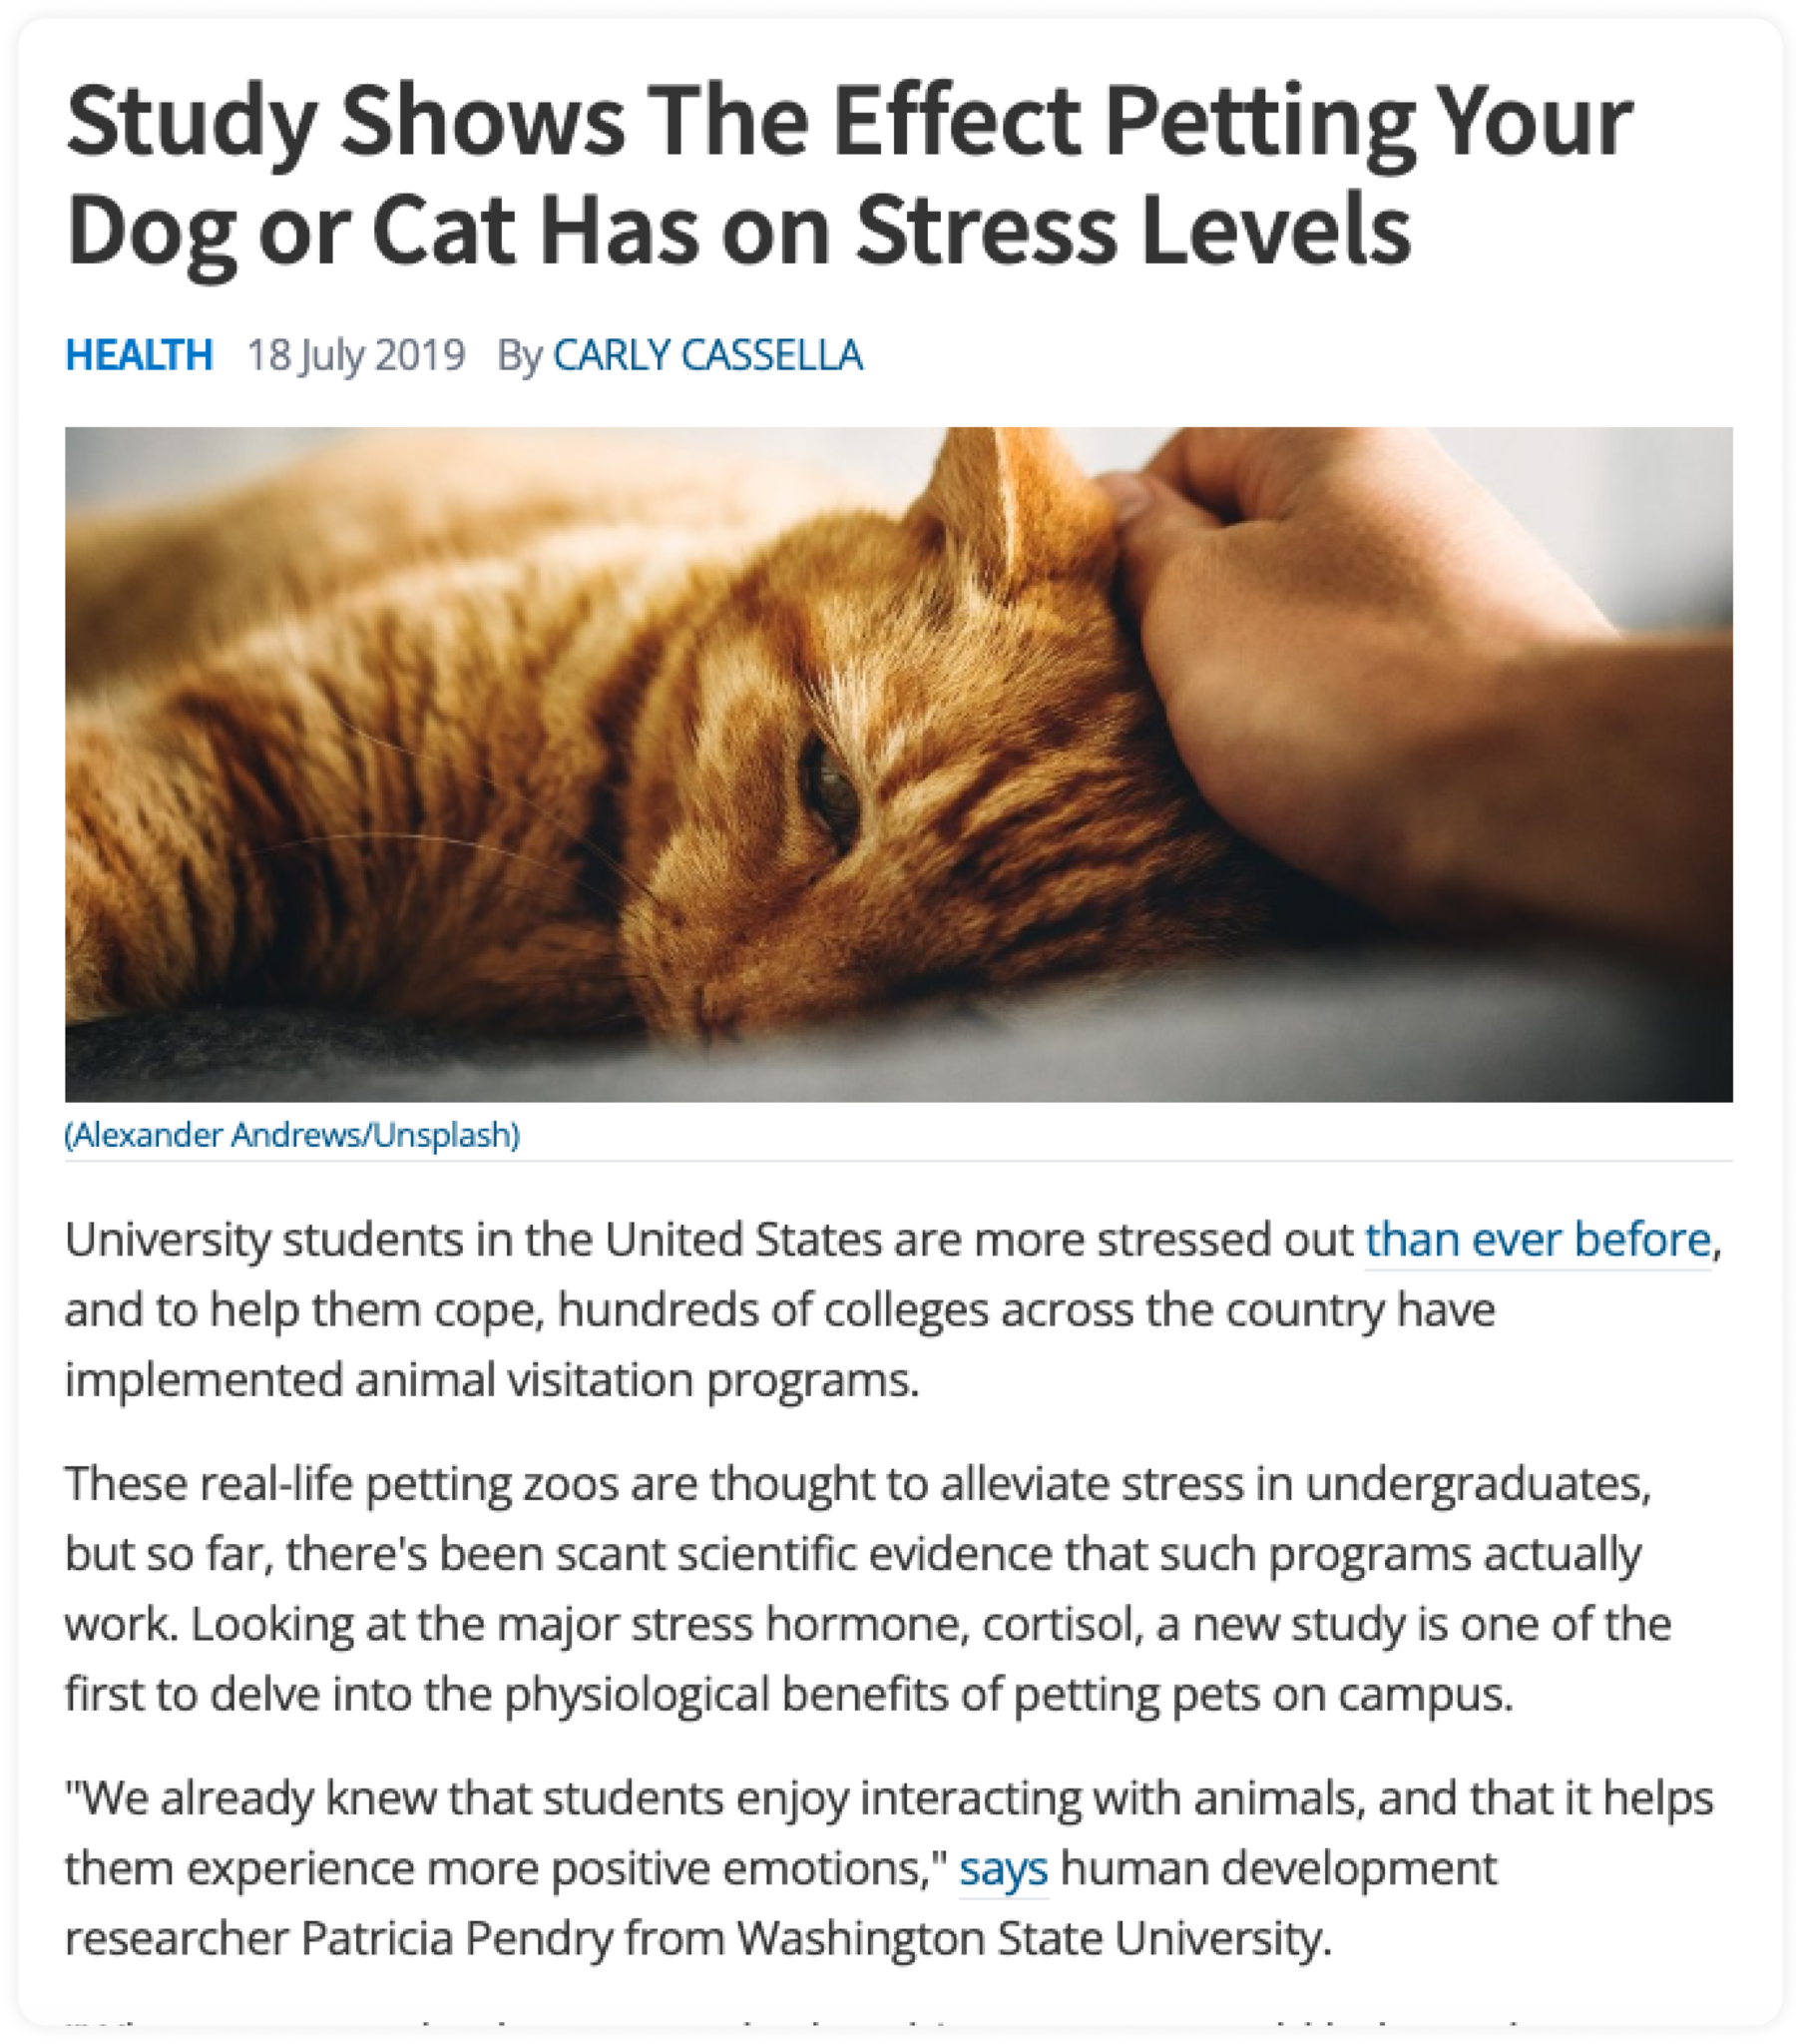 Study Shows The Effect Petting Your
Dog or Cat Has on Stress Levels
HEALTH 18 July 2019 By CARLY CASSELLA
(Alexander Andrews/Unsplash)
University students in the United States are more stressed out than ever before,
and to help them cope, hundreds of colleges across the country have
implemented animal visitation programs.
These real-life petting zoos are thought to alleviate stress in undergraduates,
but so far, there's been scant scientific evidence that such programs actually
work. Looking at the major stress hormone, cortisol, a new study is one of the
first to delve into the physiological benefits of petting pets on campus.
"We already knew that students enjoy interacting with animals, and that it helps
them experience more positive emotions," says human development
researcher Patricia Pendry from Washington State University.